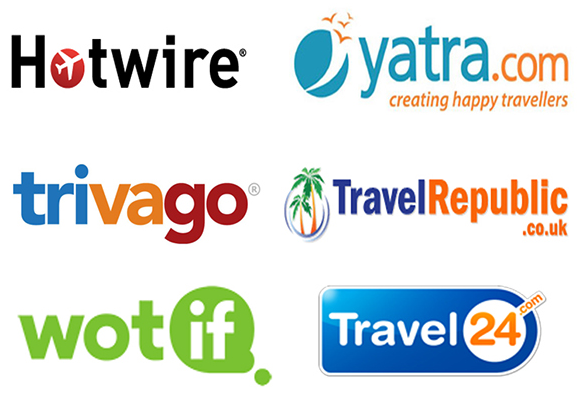 Hotwire®
yatra.com
creating happy travellers
trivago®
TravelRepublic
.co.uk
wotif
Travel24.com